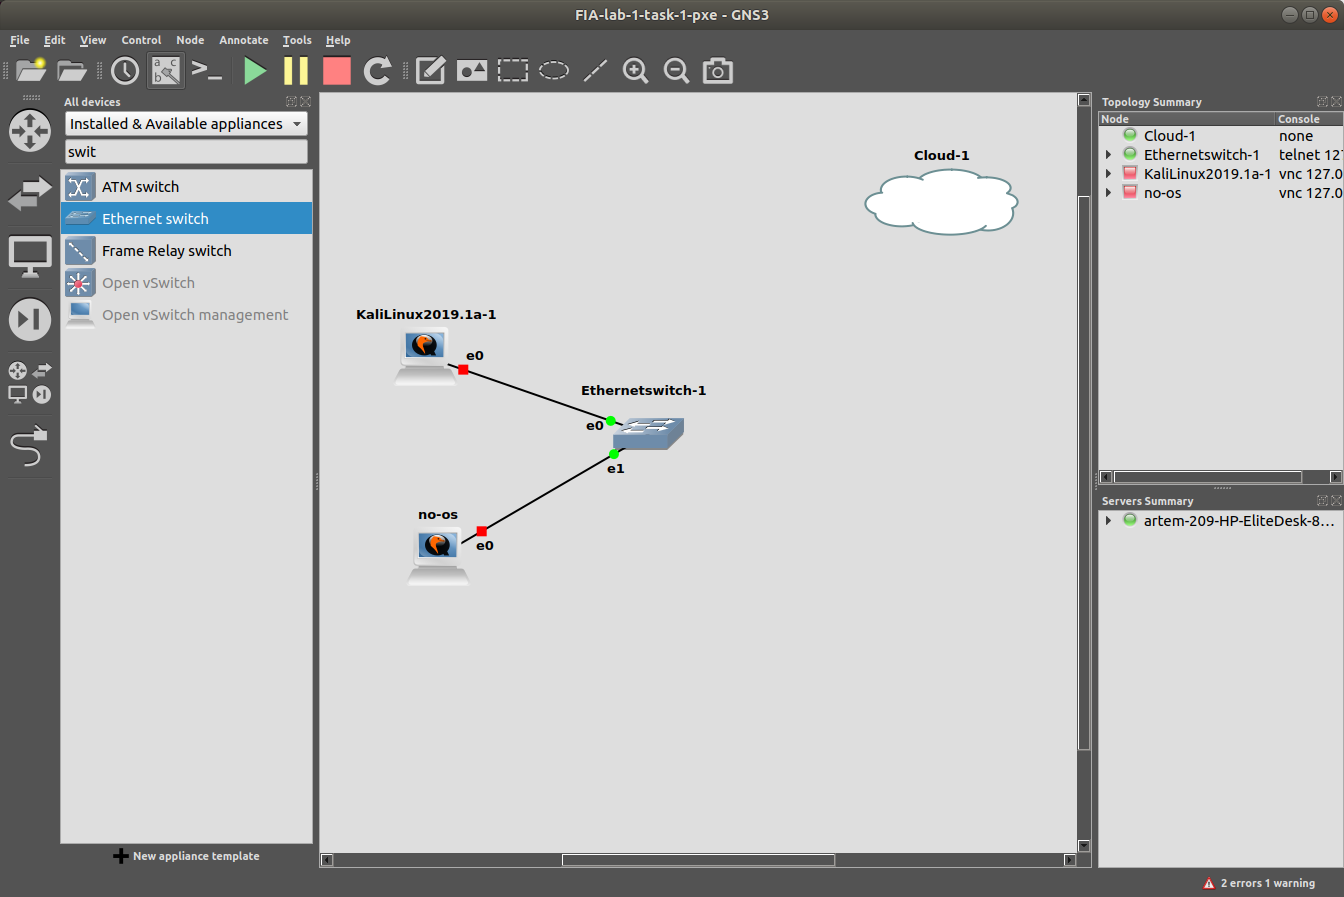 FIA-lab-1-task-1-pxe - GNS3
File Edit View Control Node Annotate Tools Help
All devices
Installed & Available appliances
swit
ATM switch
Ethernet switch
Frame Relay switch
Open vSwitch
Open vSwitch management
New appliance template
Cloud-1
KaliLinux2019.1a-1
e0
Ethernetswitch-1
e0
e1
no-os
e0
Topology Summary
Node Console
Cloud-1 none
Ethernetswitch-1 telnet 127
KaliLinux2019.1a-1 vnc 127.0
no-os vnc 127.0
Servers Summary
artem-209-HP-EliteDesk-8...
2 errors 1 warning